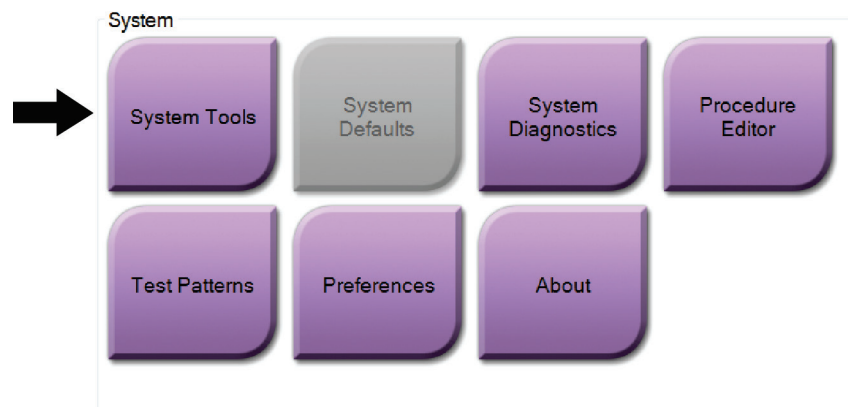 System
System Tools
System
Defaults
System
Diagnostics
Procedure
Editor
Test Patterns
Preferences
About